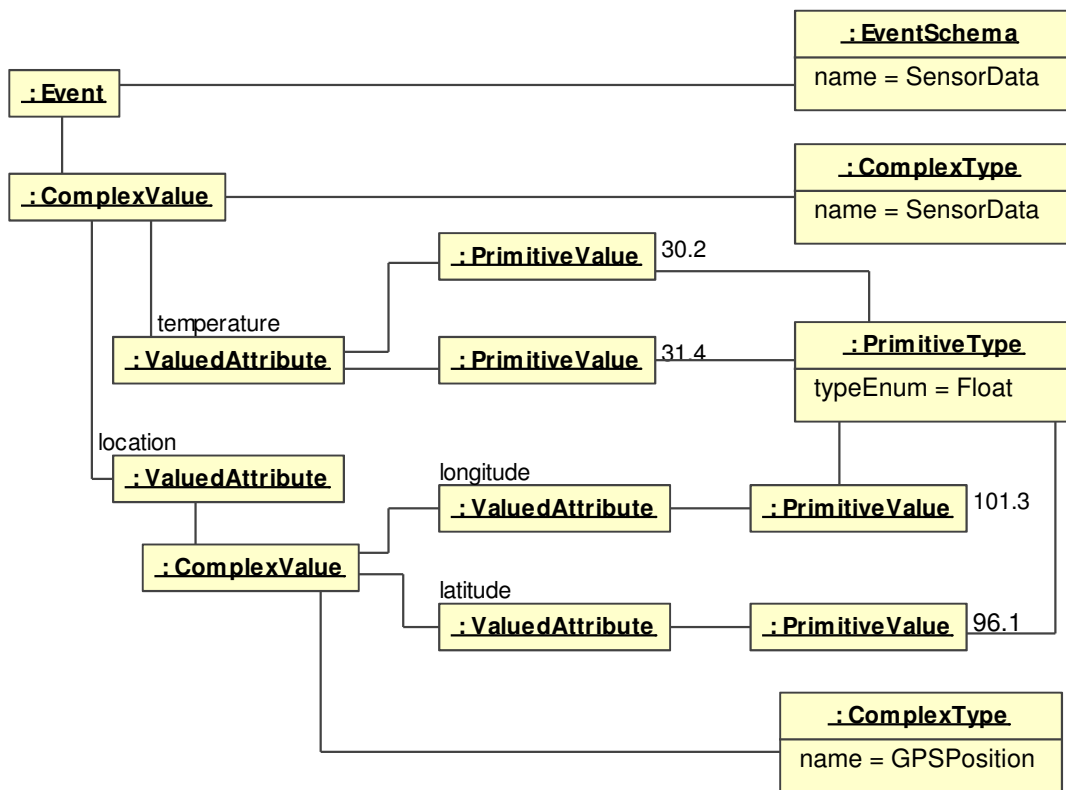 : EventSchema
name = SensorData
: Event
: ComplexType
name = SensorData
: ComplexValue
: PrimitiveValue
30.2
temperature
: ValuedAttribute
: PrimitiveValue
31.4
: PrimitiveType
typeEnum = Float
location
: ValuedAttribute
longitude
: ValuedAttribute
: PrimitiveValue
101.3
: ComplexValue
latitude
: ValuedAttribute
: PrimitiveValue
96.1
: ComplexType
name = GPSPosition